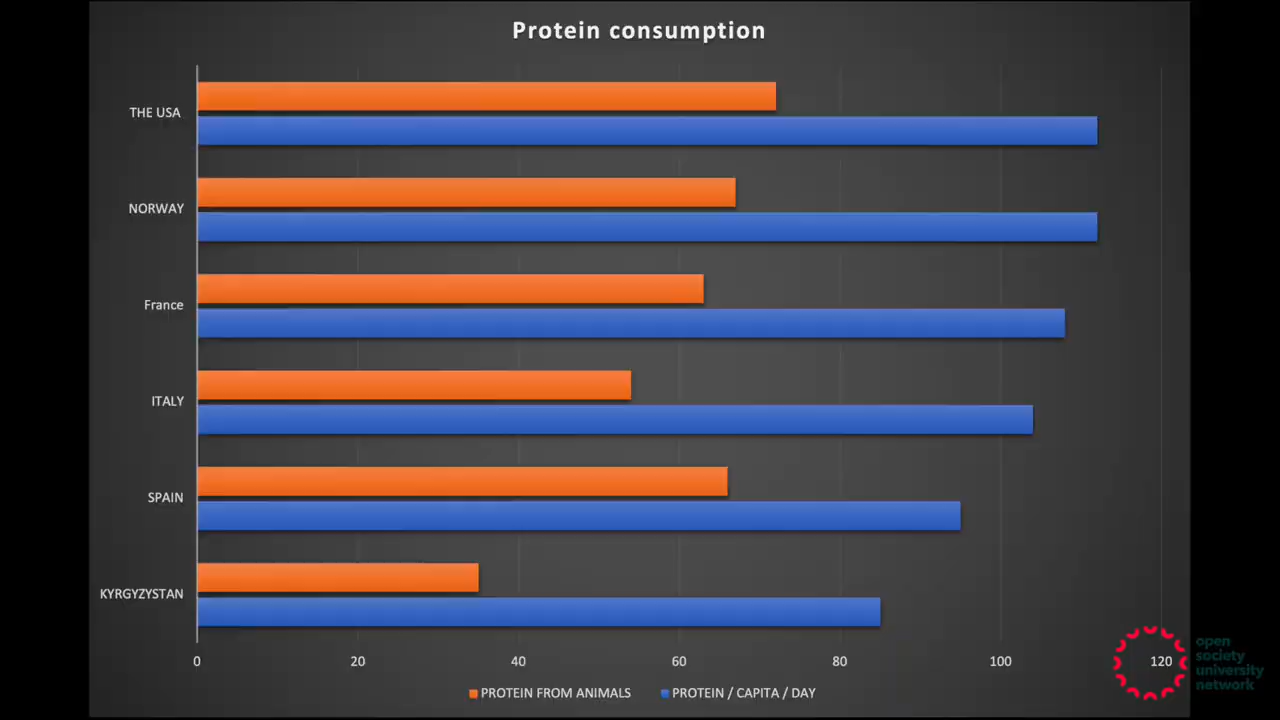 Protein consumption
THE USA
NORWAY
France
ITALY
SPAIN
KYRGYZYSTAN
0 20 40 60 80 100 120
PROTEIN FROM ANIMALS PROTEIN / CAPITA / DAY
open
society
university
network